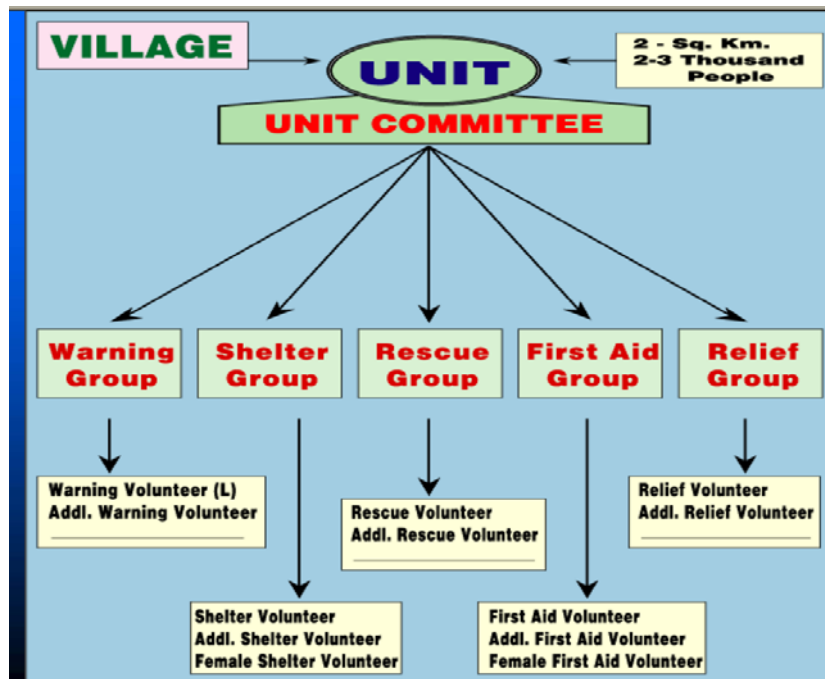 VILLAGE
UNIT
2 - Sq. Km.
2-3 Thousand
People
UNIT COMMITTEE
Warning
Group
Shelter
Group
Rescue
Group
First Aid
Group
Relief
Group
Warning Volunteer (L)
Addl. Warning Volunteer
Rescue Volunteer
Addl. Rescue Volunteer
Relief Volunteer
Addl. Relief Volunteer
Shelter Volunteer
Addl. Shelter Volunteer
Female Shelter Volunteer
First Aid Volunteer
Addl. First Aid Volunteer
Female First Aid Volunteer